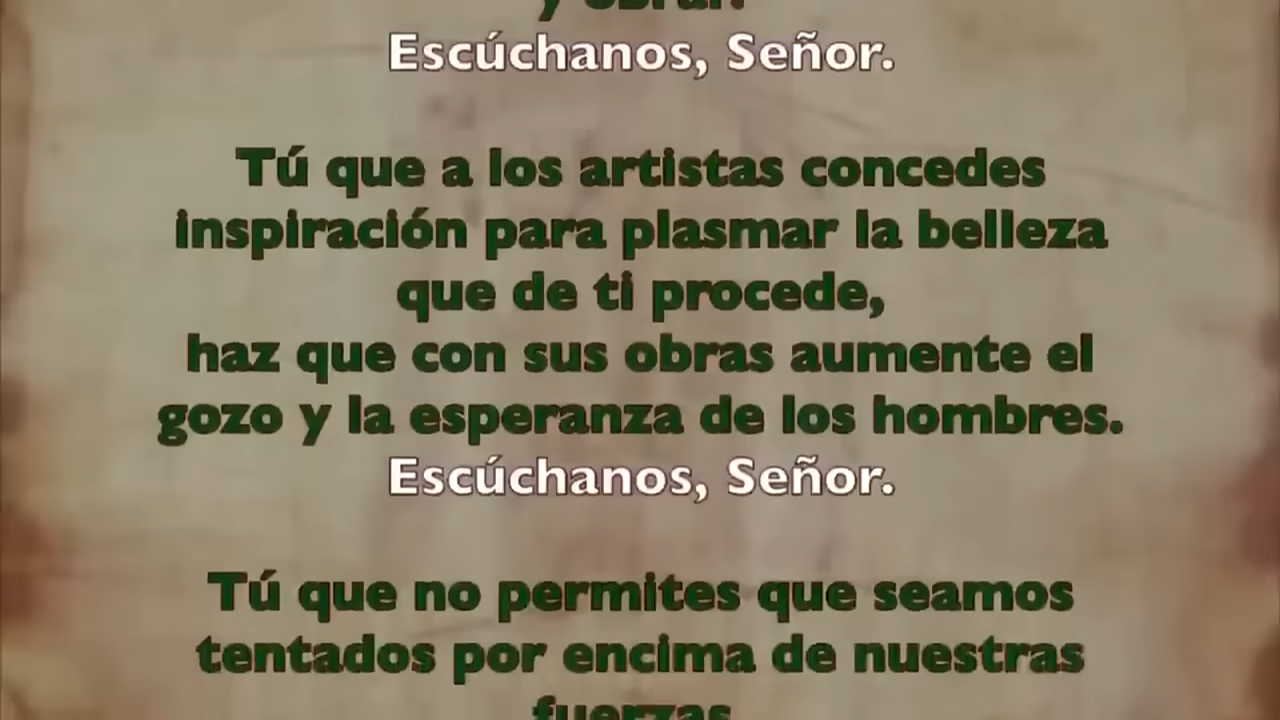 y obrar.
Escúchanos, Señor.
Tú que a los artistas concedes
inspiración para plasmar la belleza
que de ti procede,
haz que con sus obras aumente el
gozo y la esperanza de los hombres.
Escúchanos, Señor.
Tú que no permites que seamos
tentados por encima de nuestras
fuerzas